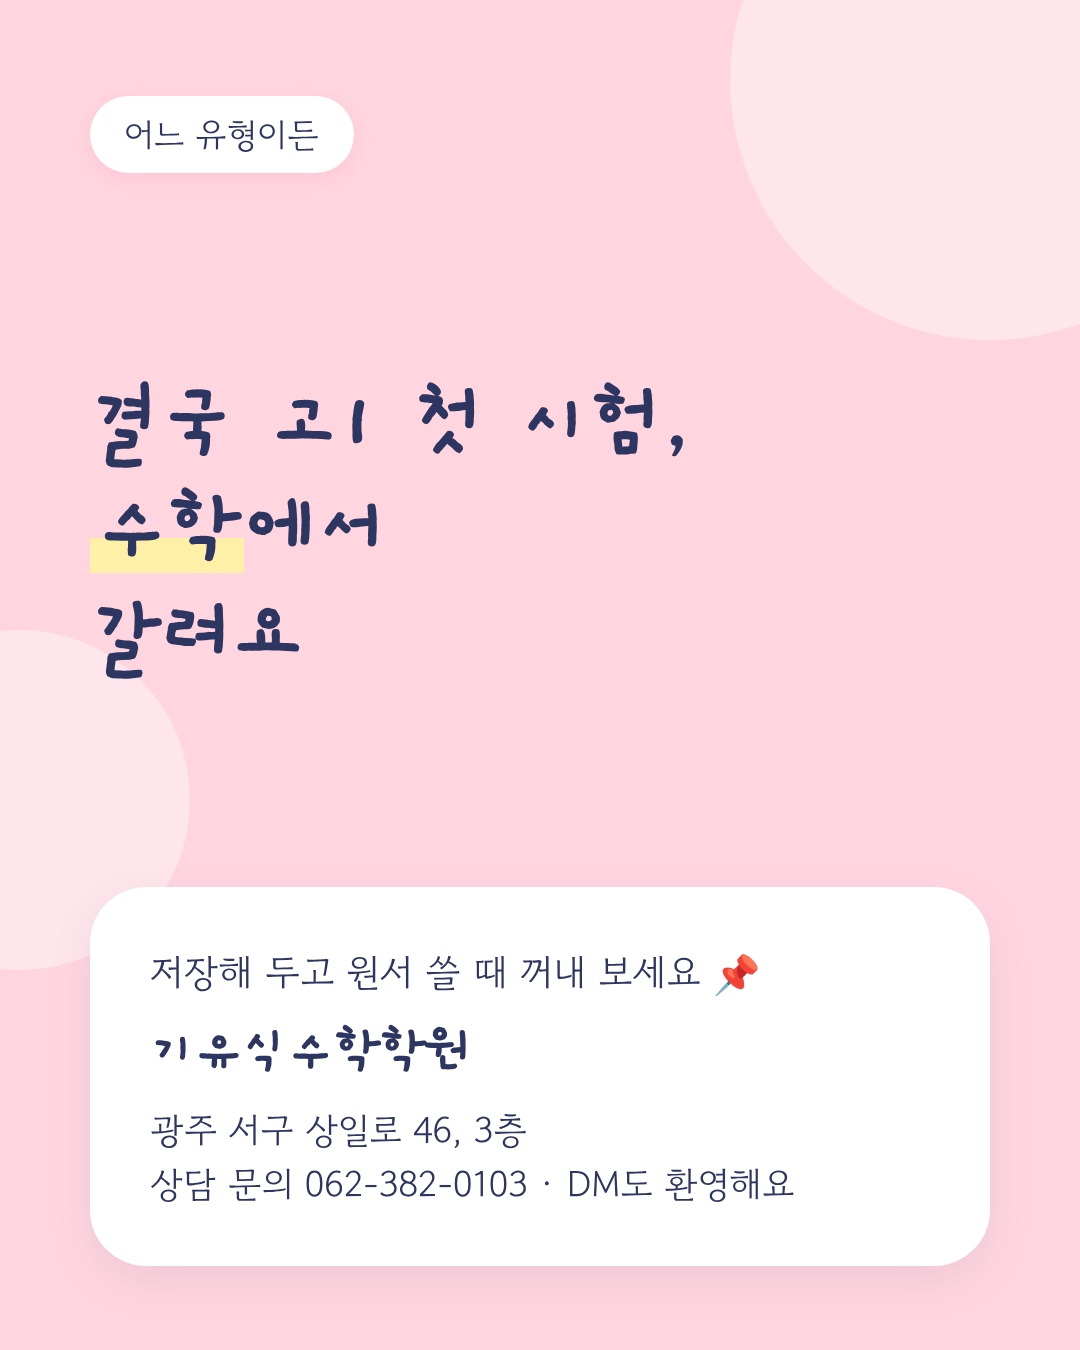 어느 유형이든
결국 고1 첫 시험,
수학에서
갈려요
저장해 두고 원서 쓸 때 꺼내 보세요 📌
기유식수학학원
광주 서구 상일로 46, 3층
상담 문의 062-382-0103 · DM도 환영해요